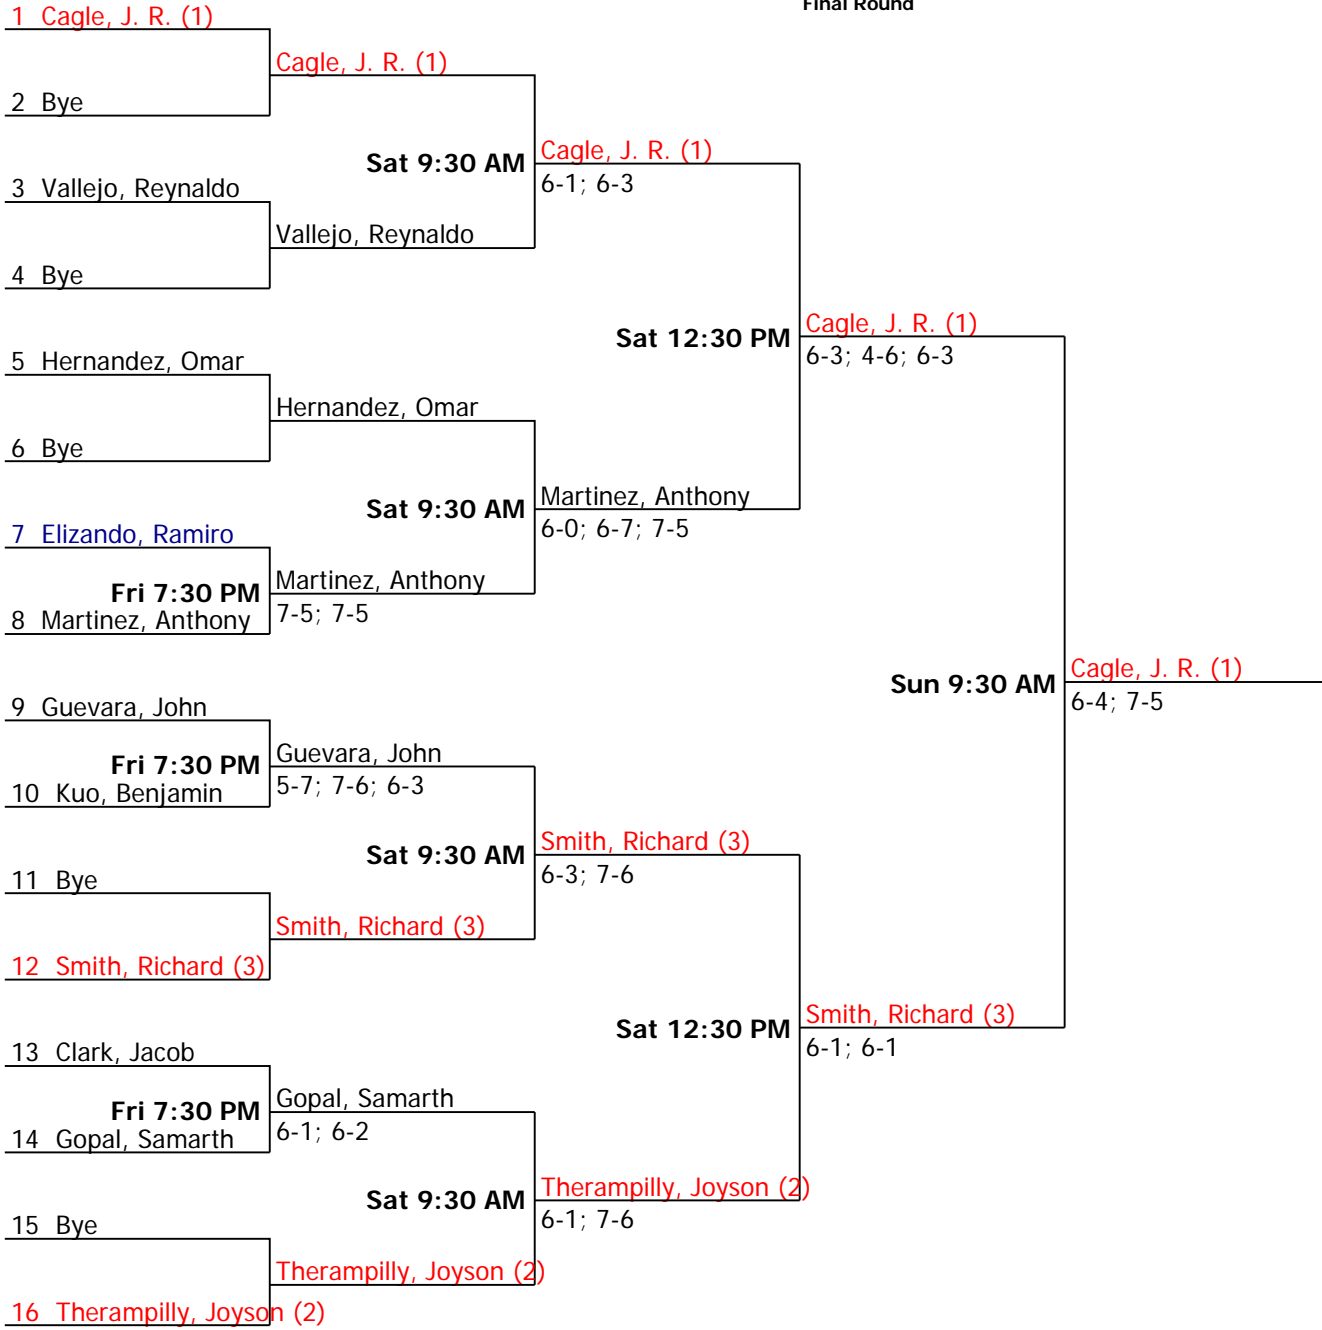 Final Round
1 Cagle, J. R. (1)
Cagle, J. R. (1)
2 Bye
Sat 9:30 AM
Cagle, J. R. (1)
6-1; 6-3
3 Vallejo, Reynaldo
Vallejo, Reynaldo
4 Bye
Sat 12:30 PM
Cagle, J. R. (1)
6-3; 4-6; 6-3
5 Hernandez, Omar
Hernandez, Omar
6 Bye
Sat 9:30 AM
Martinez, Anthony
6-0; 6-7; 7-5
7 Elizando, Ramiro
Fri 7:30 PM
Martinez, Anthony
7-5; 7-5
8 Martinez, Anthony
Sun 9:30 AM
Cagle, J. R. (1)
6-4; 7-5
9 Guevara, John
Fri 7:30 PM
Guevara, John
5-7; 7-6; 6-3
10 Kuo, Benjamin
Sat 9:30 AM
Smith, Richard (3)
6-3; 7-6
11 Bye
Smith, Richard (3)
12 Smith, Richard (3)
Sat 12:30 PM
Smith, Richard (3)
6-1; 6-1
13 Clark, Jacob
Fri 7:30 PM
Gopal, Samarth
6-1; 6-2
14 Gopal, Samarth
Sat 9:30 AM
Therampilly, Joyson (2)
6-1; 7-6
15 Bye
Therampilly, Joyson (2)
16 Therampilly, Joyson (2)